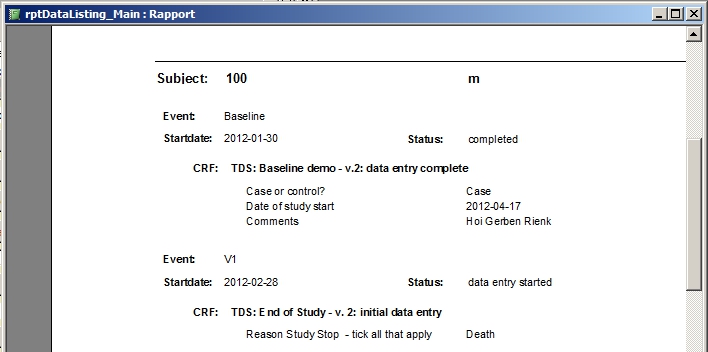 rptDataListing_Main : Rapport
Subject: 100 m
Event: Baseline
Startdate: 2012-01-30 Status: completed
CRF: TDS: Baseline demo - v.2: data entry complete
Case or control? Case
Date of study start 2012-04-17
Comments Hoi Gerben Rienk
Event: V1
Startdate: 2012-02-28 Status: data entry started
CRF: TDS: End of Study - v. 2: initial data entry
Reason Study Stop - tick all that apply Death